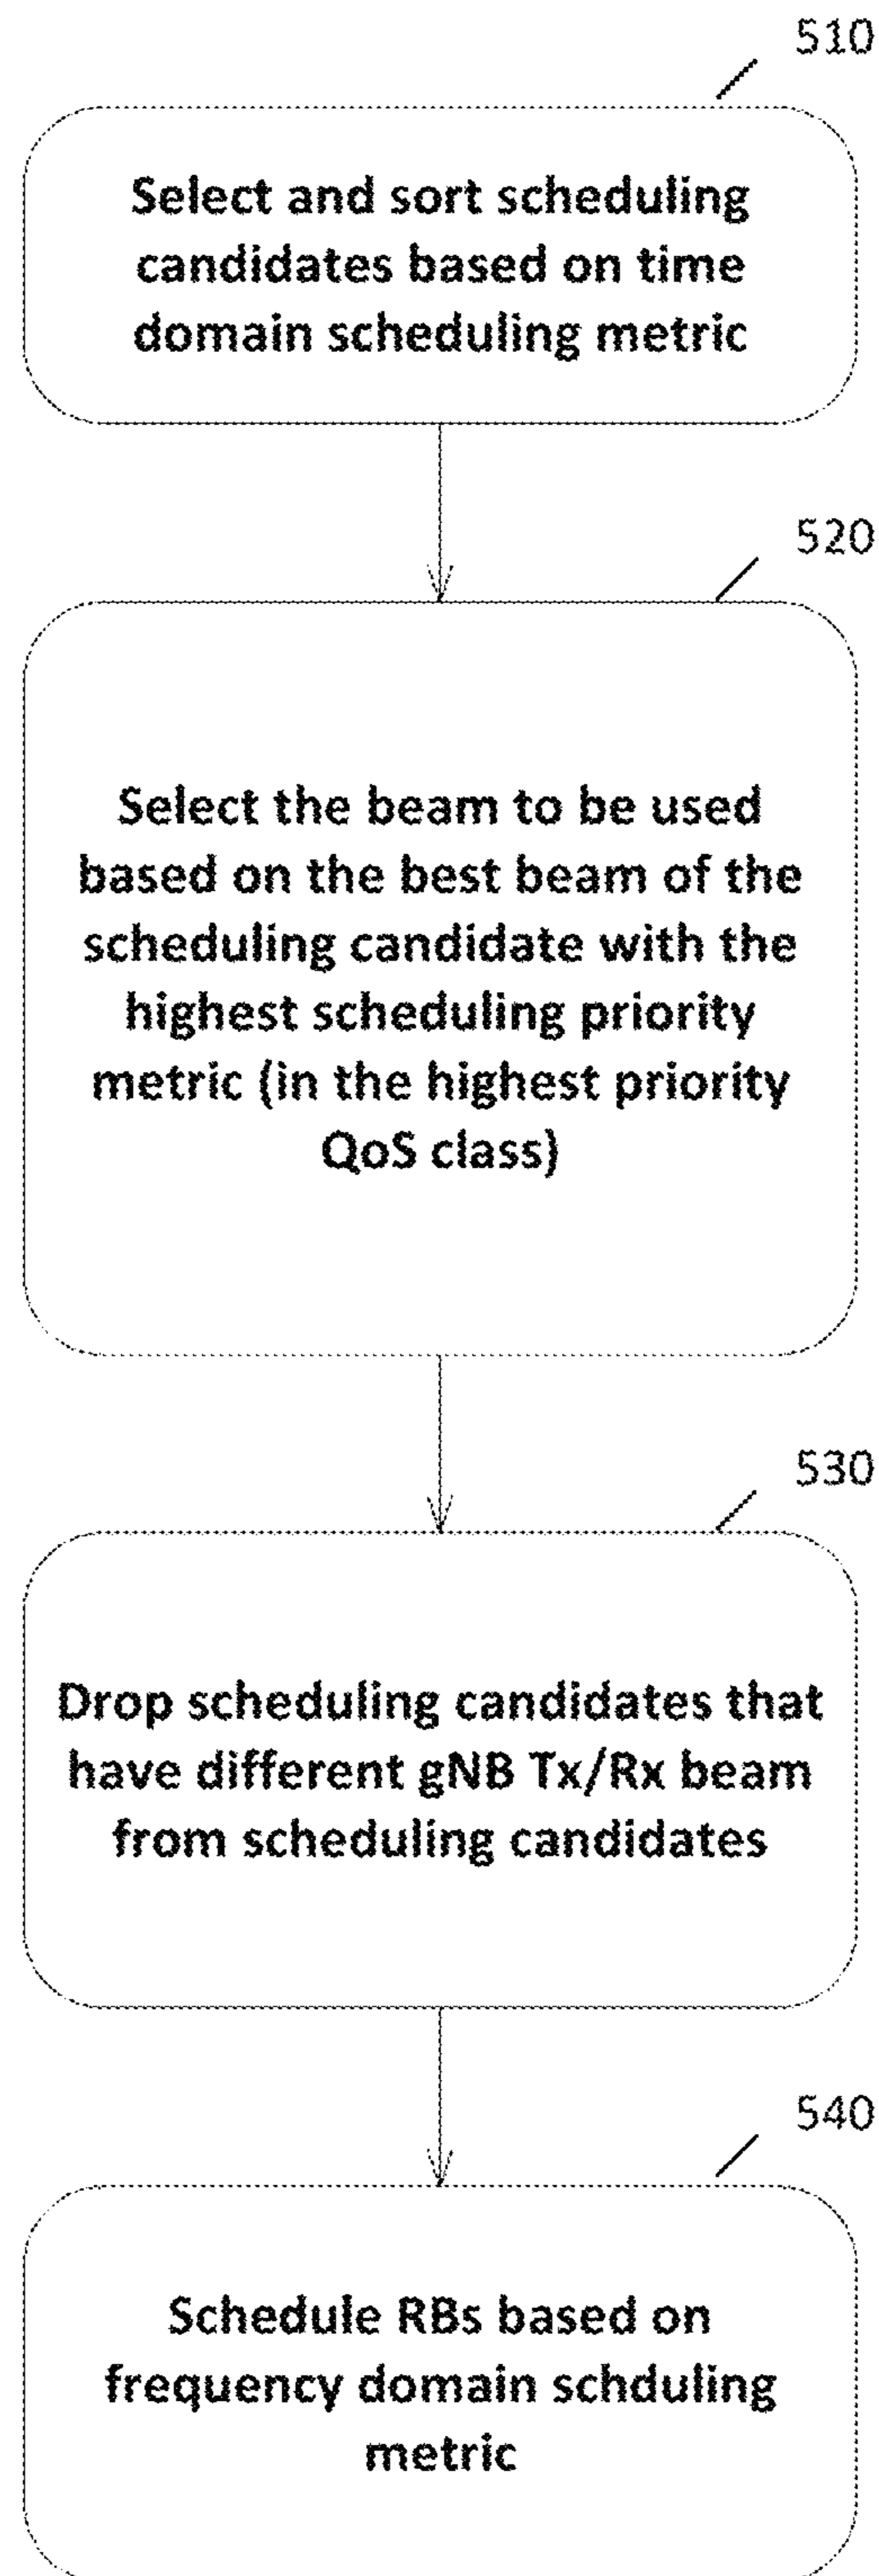 510
Select and sort scheduling
candidates based on time
domain scheduling metric
520
Select the beam to be used
based on the best beam of the
scheduling candidate with the
highest scheduling priority
metric (in the highest priority
QoS class)
530
Drop scheduling candidates that
have different gNB Tx/Rx beam
from scheduling candidates
540
Schedule RBs based on
frequency domain schduling
metric